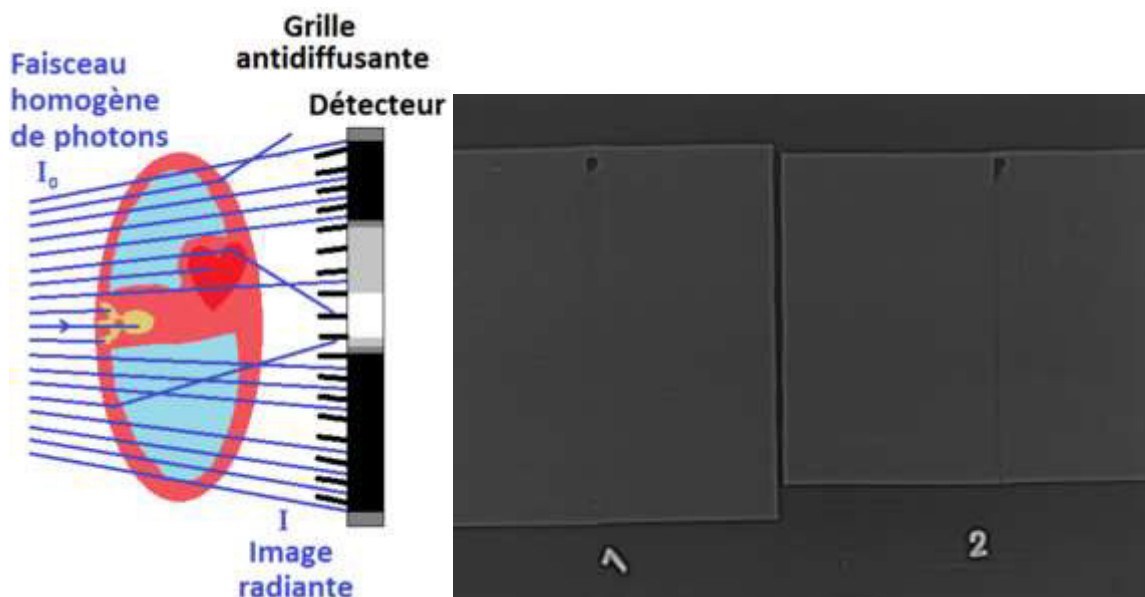 Grille
antidiffusante
Faisceau
homogène
de photons
Détecteur
I₀
I
Image
radiante
1
2